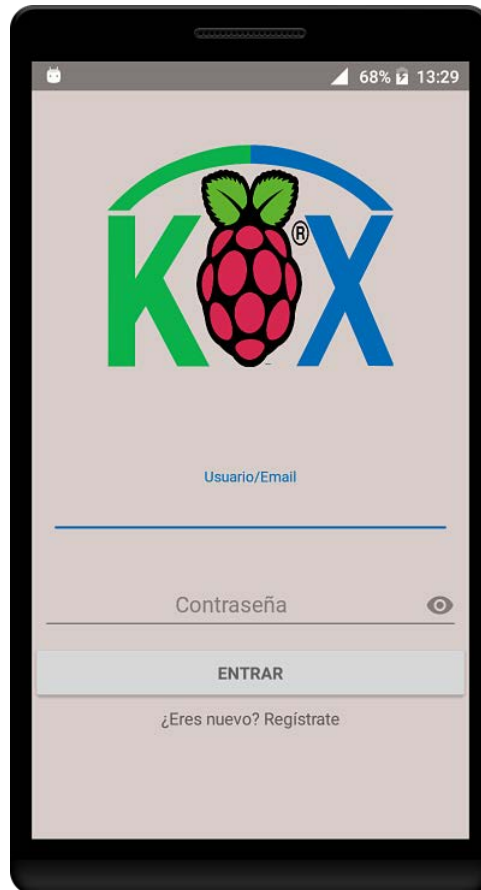 68% 13:29
K®X
Usuario/Email
Contraseña
ENTRAR
¿Eres nuevo? Regístrate